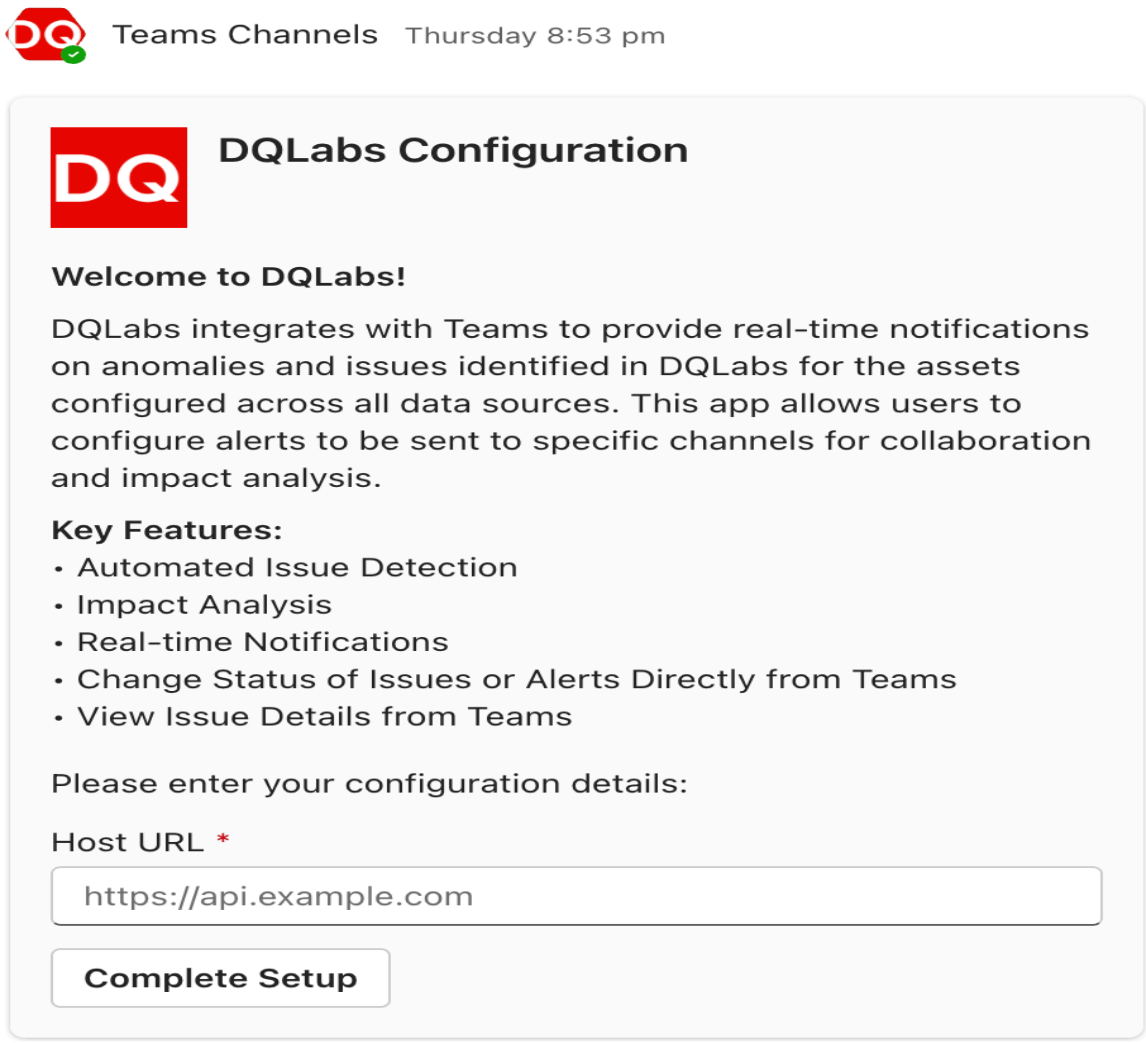 DQ Teams Channels Thursday 8:53 pm
DQ DQLabs Configuration
Welcome to DQLabs!
DQLabs integrates with Teams to provide real-time notifications
on anomalies and issues identified in DQLabs for the assets
configured across all data sources. This app allows users to
configure alerts to be sent to specific channels for collaboration
and impact analysis.
Key Features:
• Automated Issue Detection
• Impact Analysis
• Real-time Notifications
• Change Status of Issues or Alerts Directly from Teams
• View Issue Details from Teams
Please enter your configuration details:
Host URL *
https://api.example.com
Complete Setup